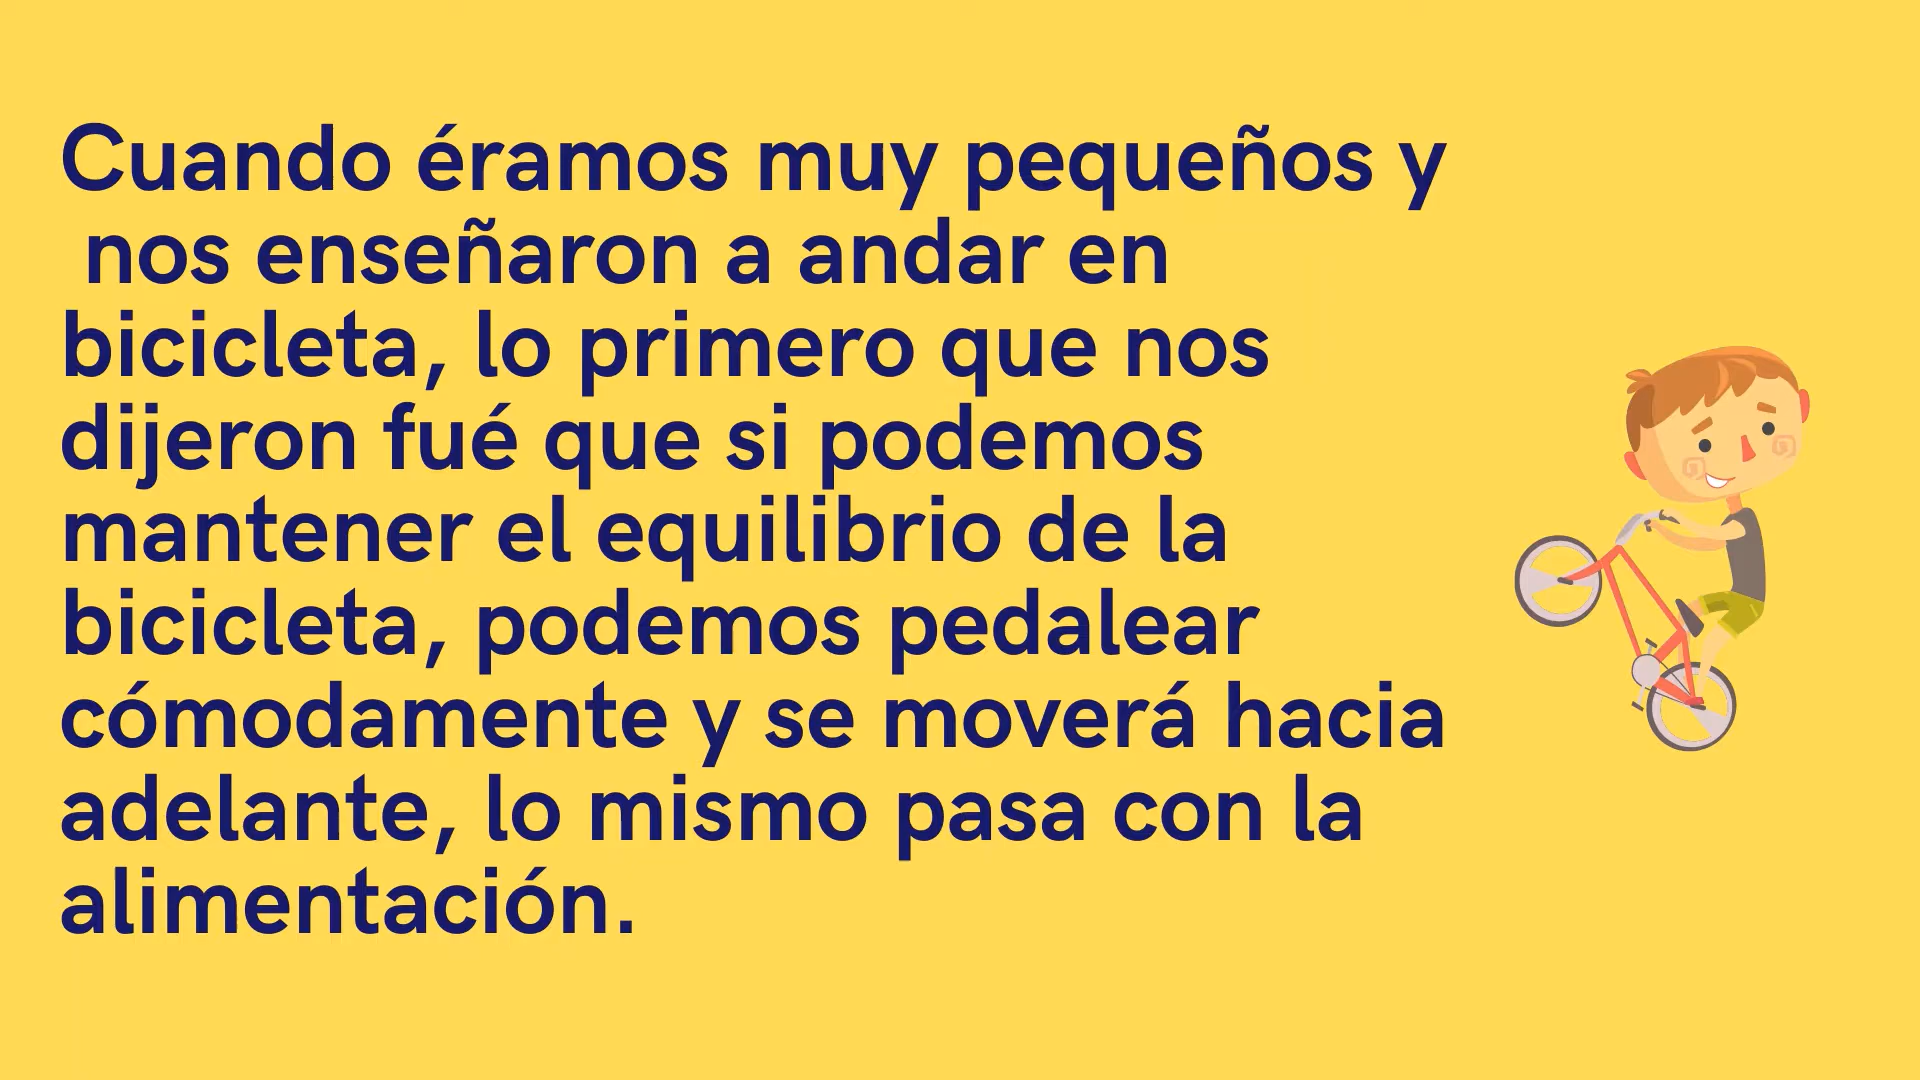 Cuando éramos muy pequeños y
nos enseñaron a andar en
bicicleta, lo primero que nos
dijeron fué que si podemos
mantener el equilibrio de la
bicicleta, podemos pedalear
cómodamente y se moverá hacia
adelante, lo mismo pasa con la
alimentación.